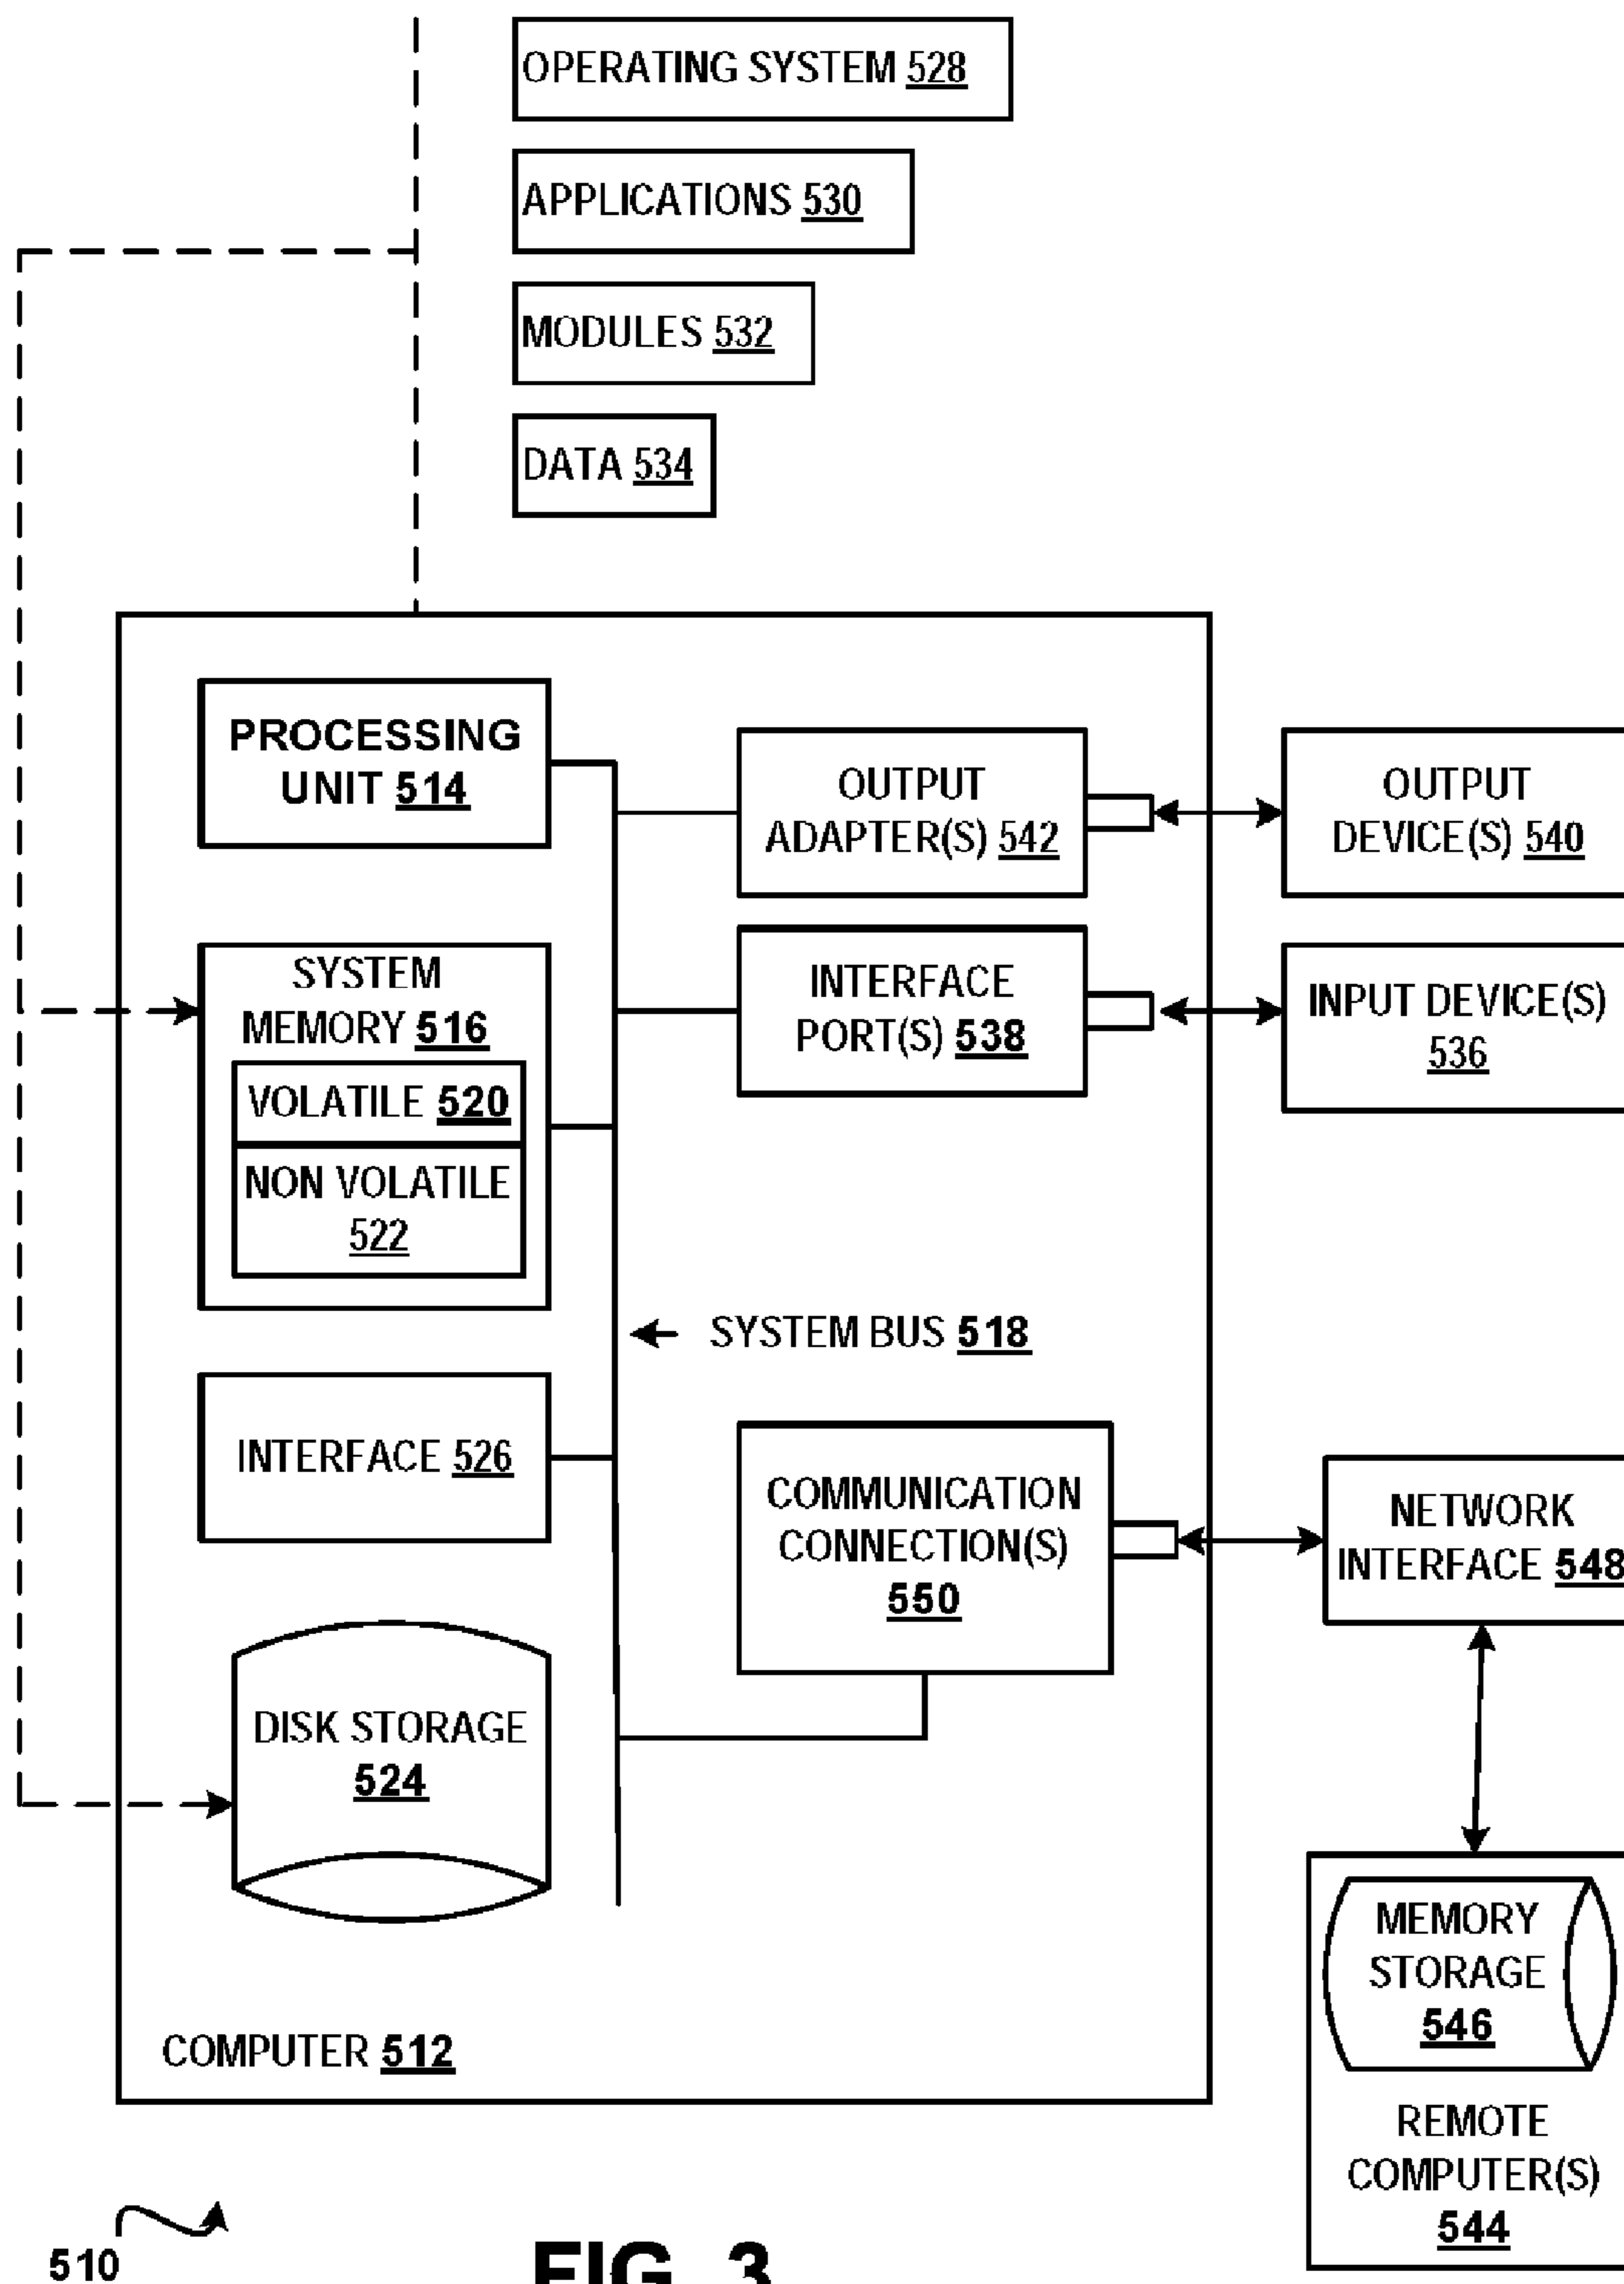 OPERATING SYSTEM 528
APPLICATIONS 530
MODULES 532
DATA 534
PROCESSING
UNIT 514
OUTPUT
ADAPTER(S) 542
OUTPUT
DEVICE(S) 540
SYSTEM
MEMORY 516
VOLATILE 520
NON VOLATILE
522
INTERFACE
PORT(S) 538
INPUT DEVICE(S)
536
SYSTEM BUS 518
INTERFACE 526
COMMUNICATION
CONNECTION(S)
550
NETWORK
INTERFACE 548
DISK STORAGE
524
MEMORY
STORAGE
546
REMOTE
COMPUTER(S)
544
COMPUTER 512
510
FIG. 3